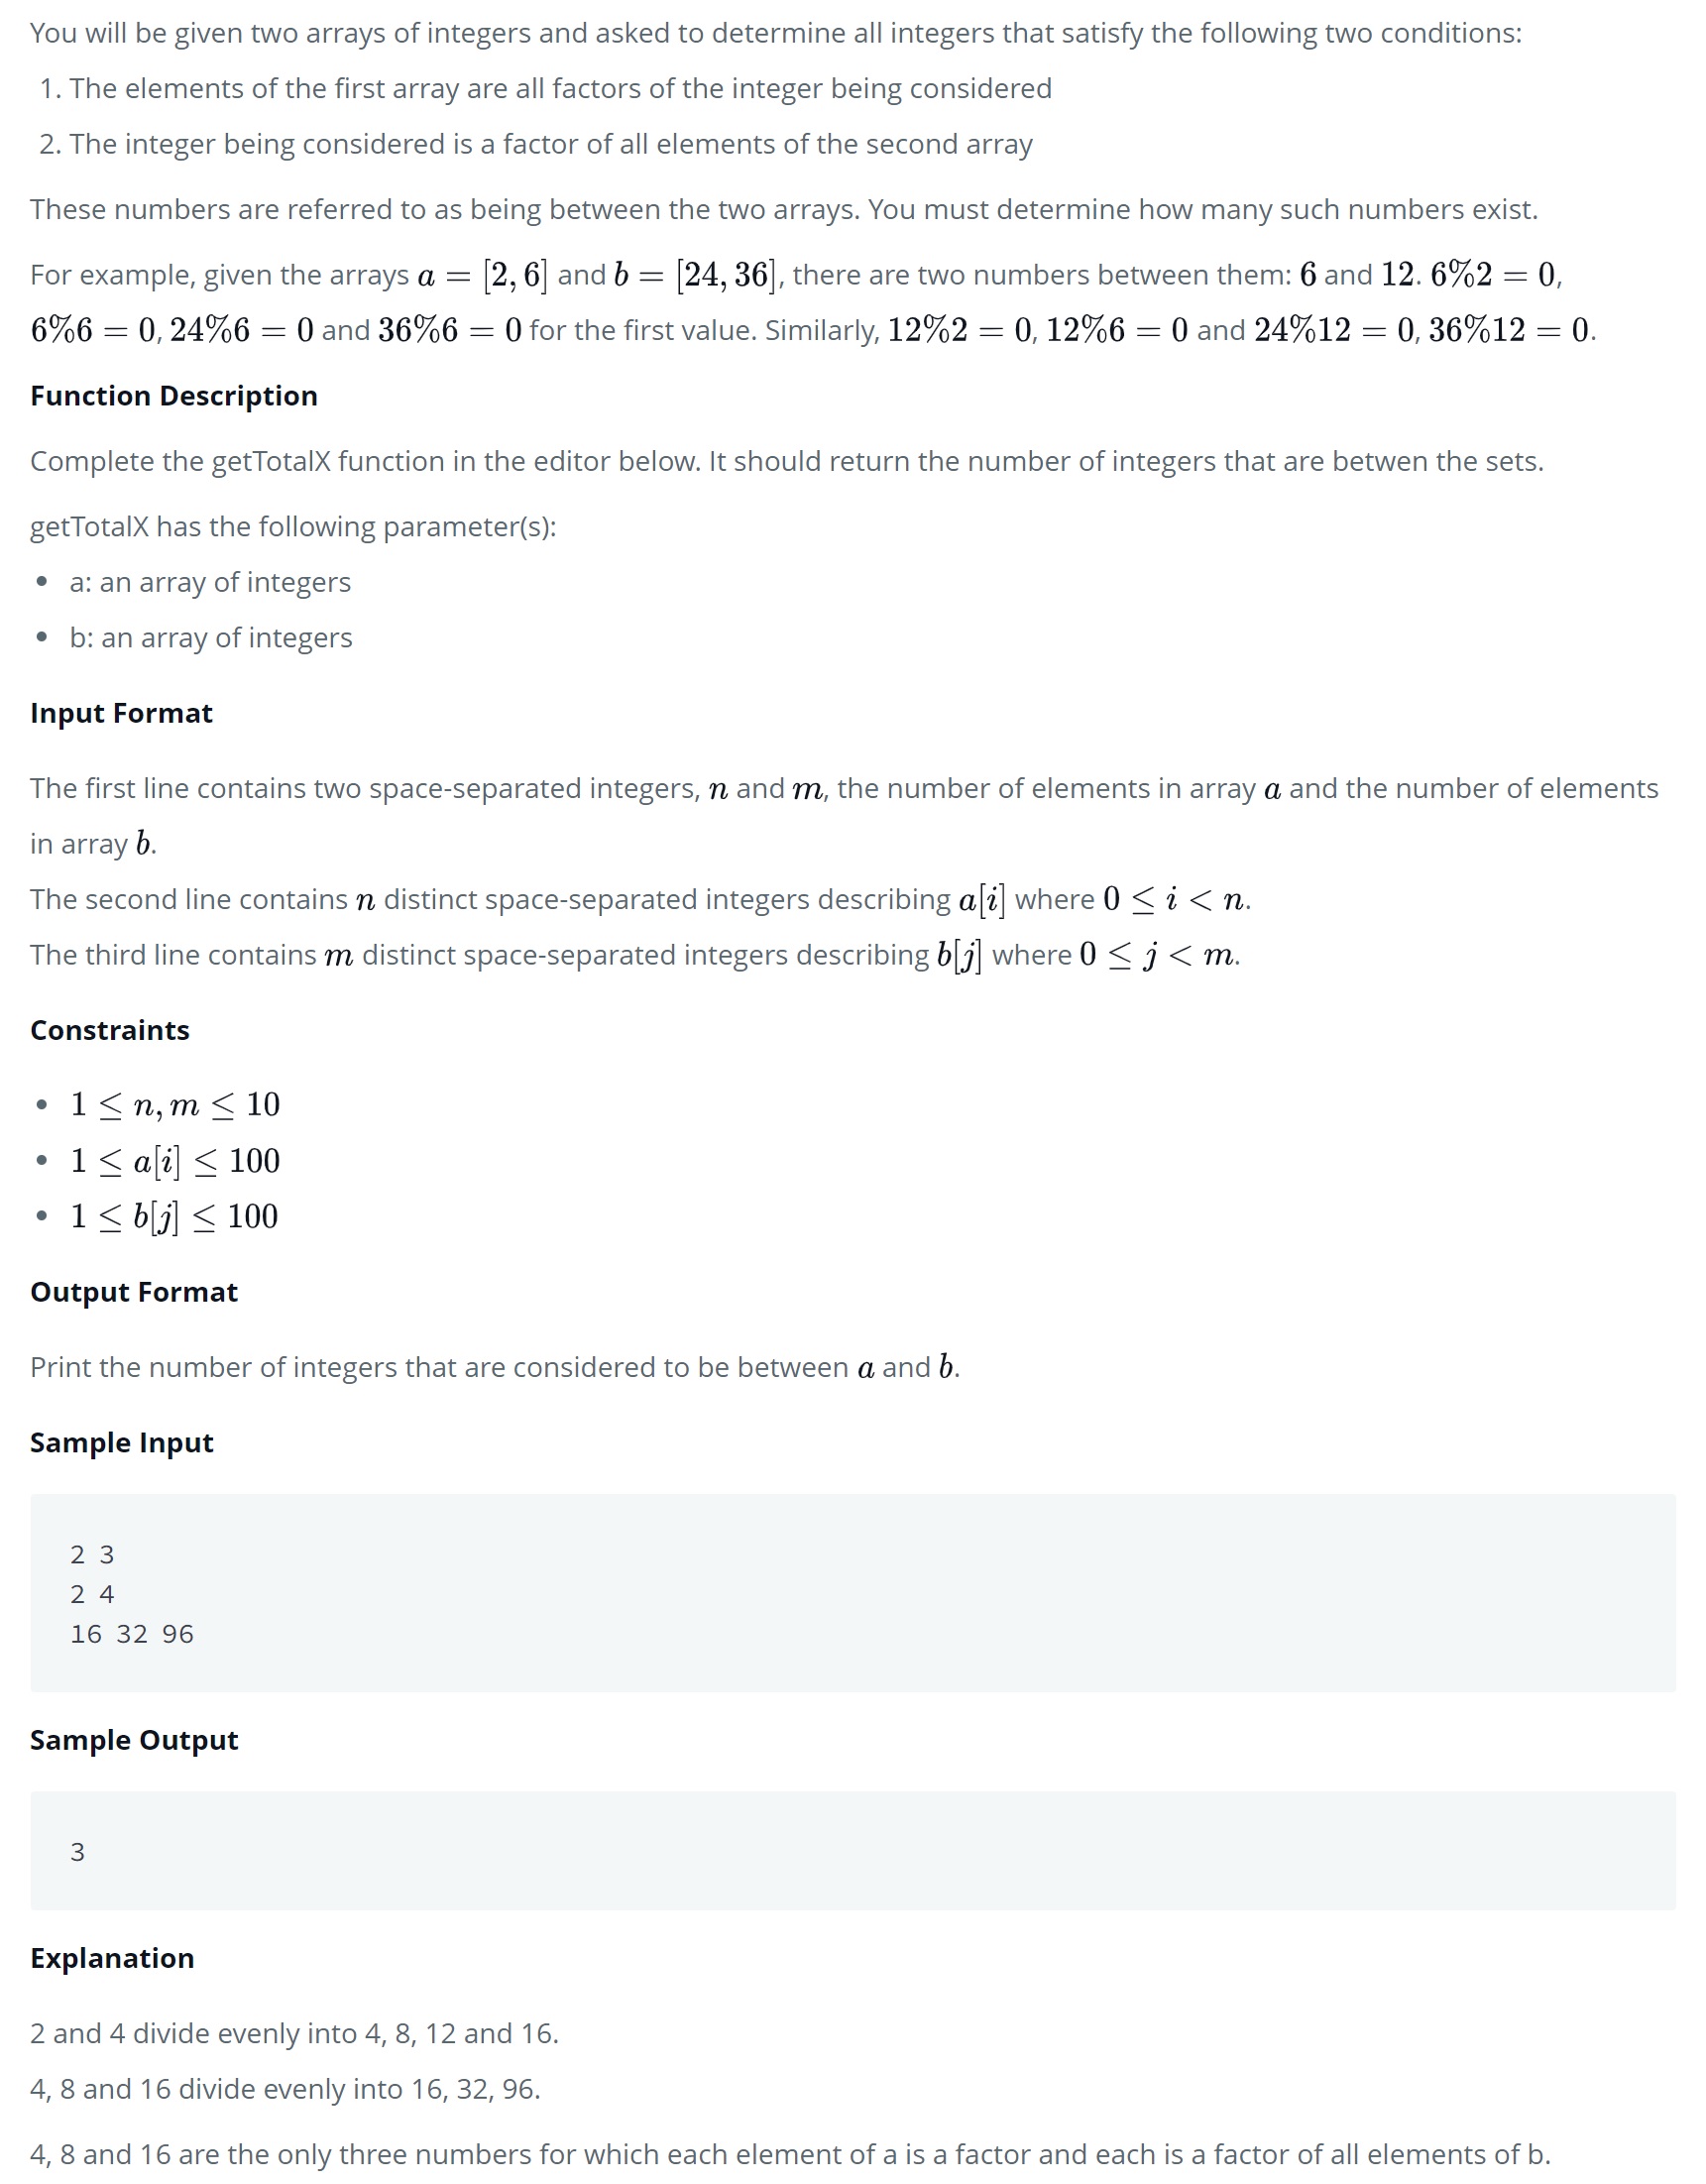 You will be given two arrays of integers and asked to determine all integers that satisfy the following two conditions:
1. The elements of the first array are all factors of the integer being considered
2. The integer being considered is a factor of all elements of the second array
These numbers are referred to as being between the two arrays. You must determine how many such numbers exist.
For example, given the arrays a = [2, 6] and b = [24, 36], there are two numbers between them: 6 and 12. 6%2 = 0,
6%6 = 0, 24%6 = 0 and 36%6 = 0 for the first value. Similarly, 12%2 = 0, 12%6 = 0 and 24%12 = 0, 36%12 = 0.
Function Description
Complete the getTotalX function in the editor below. It should return the number of integers that are betwen the sets.
getTotalX has the following parameter(s):
• a: an array of integers
• b: an array of integers
Input Format
The first line contains two space-separated integers, n and m, the number of elements in array a and the number of elements
in array b.
The second line contains n distinct space-separated integers describing a[i] where 0 ≤ i < n.
The third line contains m distinct space-separated integers describing b[j] where 0 ≤ j < m.
Constraints
• 1 ≤ n, m ≤ 10
• 1 ≤ a[i] ≤ 100
• 1 ≤ b[j] ≤ 100
Output Format
Print the number of integers that are considered to be between a and b.
Sample Input
2 3
2 4
16 32 96
Sample Output
3
Explanation
2 and 4 divide evenly into 4, 8, 12 and 16.
4, 8 and 16 divide evenly into 16, 32, 96.
4, 8 and 16 are the only three numbers for which each element of a is a factor and each is a factor of all elements of b.